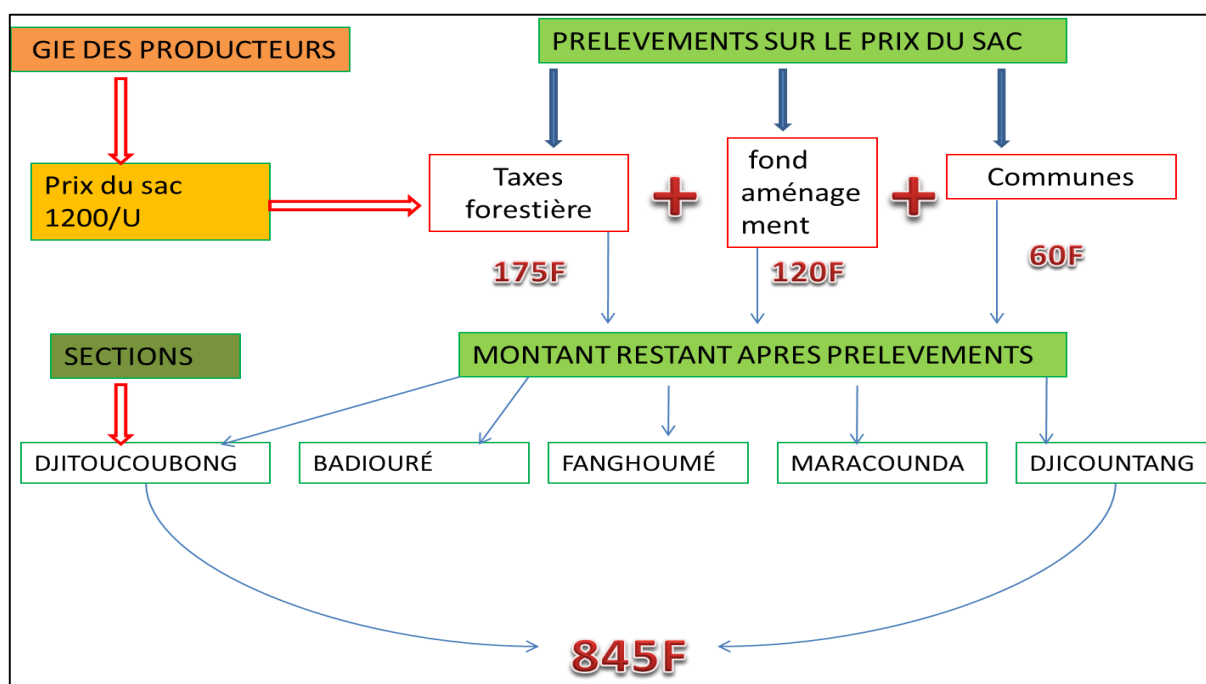 GIE DES PRODUCTEURS
PRELEVEMENTS SUR LE PRIX DU SAC
Prix du sac
1200/U
Taxes
forestière
+
fond
aménage
ment
+
Communes
175F
120F
60F
SECTIONS
MONTANT RESTANT APRES PRELEVEMENTS
DJITOUCOUBONG
BADIOURÉ
FANGHOUMÉ
MARACOUNDA
DJICOUNTANG
845F